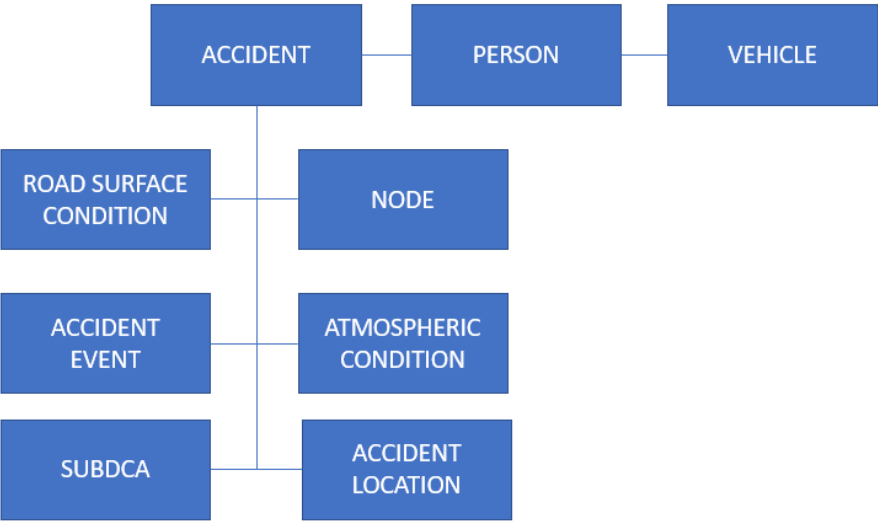 ACCIDENT
PERSON
VEHICLE
ROAD SURFACE
CONDITION
NODE
ACCIDENT
EVENT
ATMOSPHERIC
CONDITION
SUBDCA
ACCIDENT
LOCATION